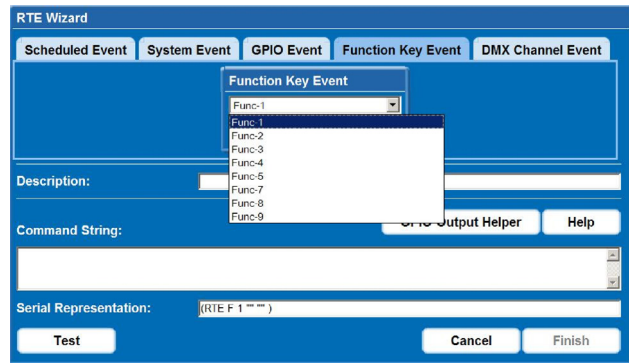 RTE Wizard
Scheduled Event System Event GPIO Event Function Key Event DMX Channel Event
Function Key Event
Func-1
Func-1
Func-2
Func-3
Func-4
Func-5
Func-7
Func-8
Func-9
Description:
GPIO Output Helper Help
Command String:
Serial Representation: (RTE F 1 "" "" )
Test Cancel Finish